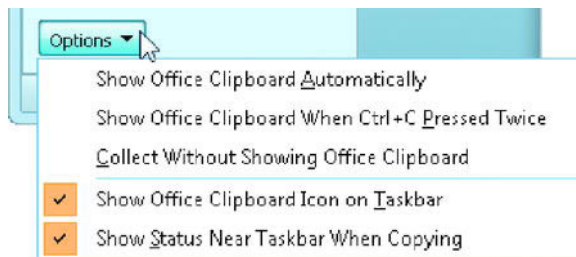 Options
Show Office Clipboard Automatically
Show Office Clipboard When Ctrl+C Pressed Twice
Collect Without Showing Office Clipboard
Show Office Clipboard Icon on Taskbar
Show Status Near Taskbar When Copying